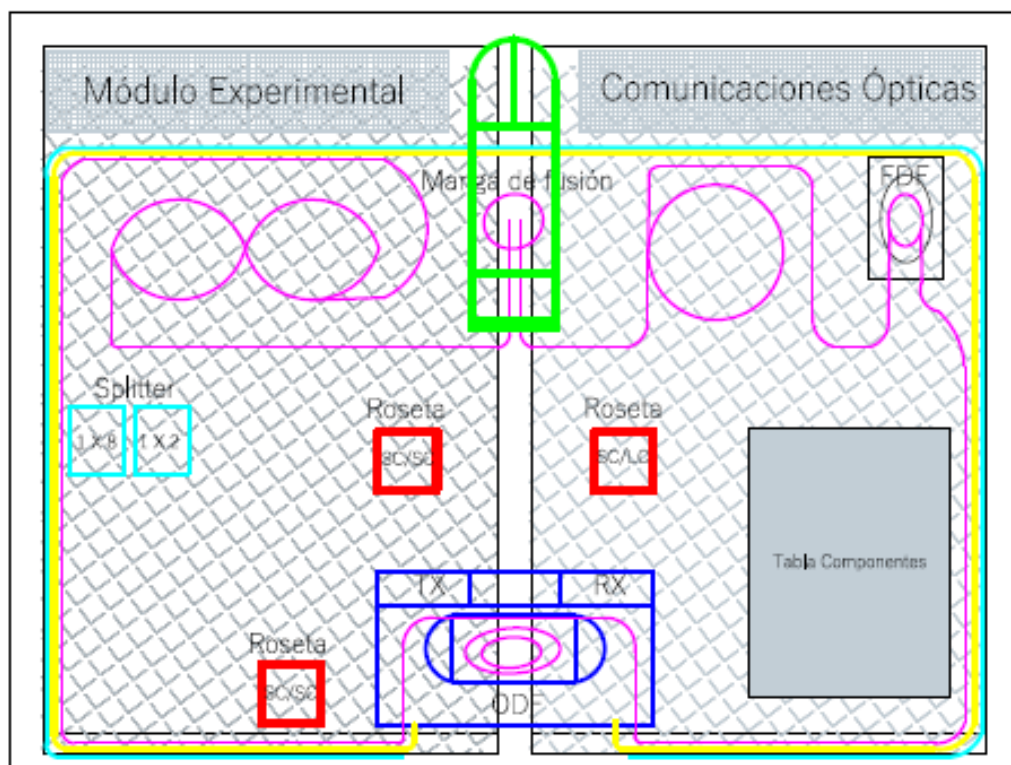 Módulo Experimental
Comunicaciones Ópticas
Manga de fusión
FDF
Splitter
1 X 8
1 X 2
Roseta
SC/SC
Roseta
SC/LC
Tabla Componentes
TX
RX
Roseta
SC/SC
ODF